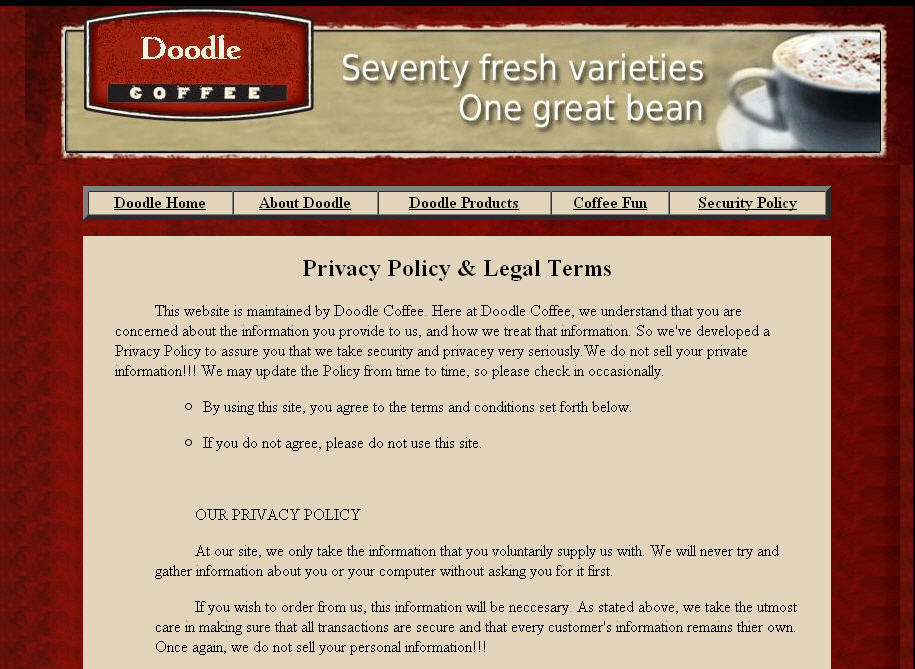 Doodle
COFFEE
Seventy fresh varieties
One great bean
Doodle Home About Doodle Doodle Products Coffee Fun Security Policy
Privacy Policy & Legal Terms
This website is maintained by Doodle Coffee. Here at Doodle Coffee, we understand that you are
concerned about the information you provide to us, and how we treat that information. So we've developed a
Privacy Policy to assure you that we take security and privacey very seriously.We do not sell your private
information!!! We may update the Policy from time to time, so please check in occasionally.
By using this site, you agree to the terms and conditions set forth below.
If you do not agree, please do not use this site.
OUR PRIVACY POLICY
At our site, we only take the information that you voluntarily supply us with. We will never try and
gather information about you or your computer without asking you for it first.
If you wish to order from us, this information will be neccesary. As stated above, we take the utmost
care in making sure that all transactions are secure and that every customer's information remains thier own.
Once again, we do not sell your personal information!!!